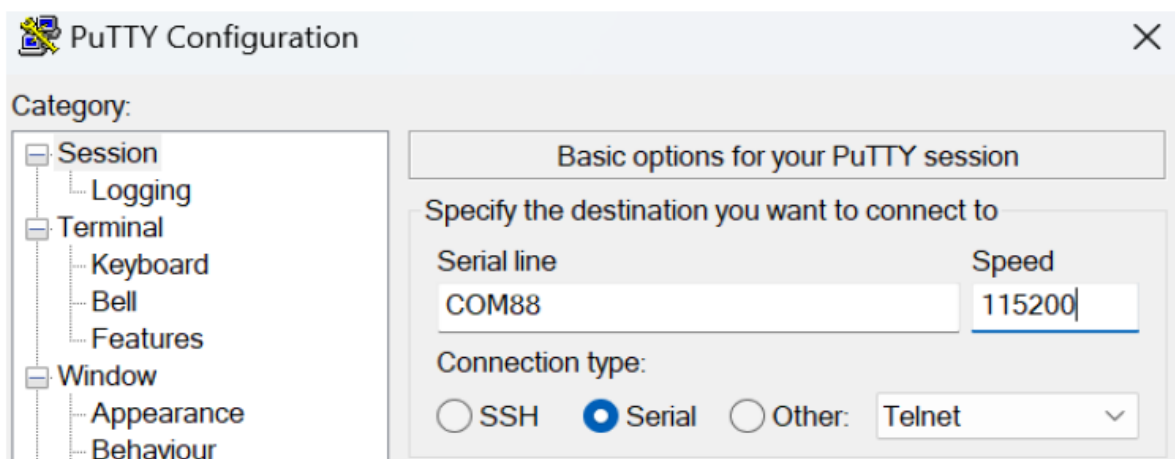 PuTTY Configuration
Category:
Session
Logging
Terminal
Keyboard
Bell
Features
Window
Appearance
Behaviour
Basic options for your PuTTY session
Specify the destination you want to connect to
Serial line
Speed
COM88
115200
Connection type:
SSH
Serial
Other:
Telnet